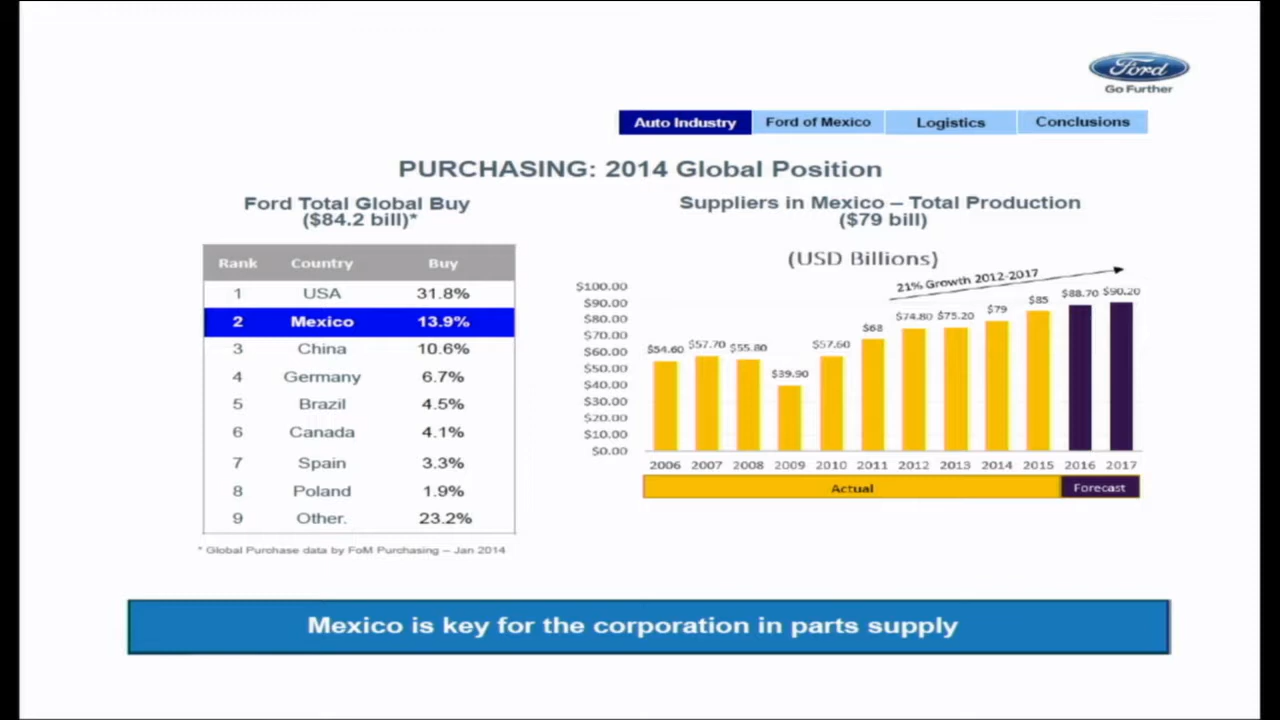 Ford
Go Further
Auto Industry Ford of Mexico Logistics Conclusions
PURCHASING: 2014 Global Position
Ford Total Global Buy
($84.2 bill)*
Rank Country Buy
1 USA 31.8%
2 Mexico 13.9%
3 China 10.6%
4 Germany 6.7%
5 Brazil 4.5%
6 Canada 4.1%
7 Spain 3.3%
8 Poland 1.9%
9 Other. 23.2%
* Global Purchase data by FoM Purchasing – Jan 2014
Suppliers in Mexico – Total Production
($79 bill)
(USD Billions)
21% Growth 2012-2017
$100.00
$90.00
$80.00
$70.00
$60.00
$50.00
$40.00
$30.00
$20.00
$10.00
$0.00
$54.60 $57.70 $55.80 $39.90 $57.60 $68 $74.80 $75.20 $79 $85 $88.70 $90.20
2006 2007 2008 2009 2010 2011 2012 2013 2014 2015 2016 2017
Actual Forecast
Mexico is key for the corporation in parts supply